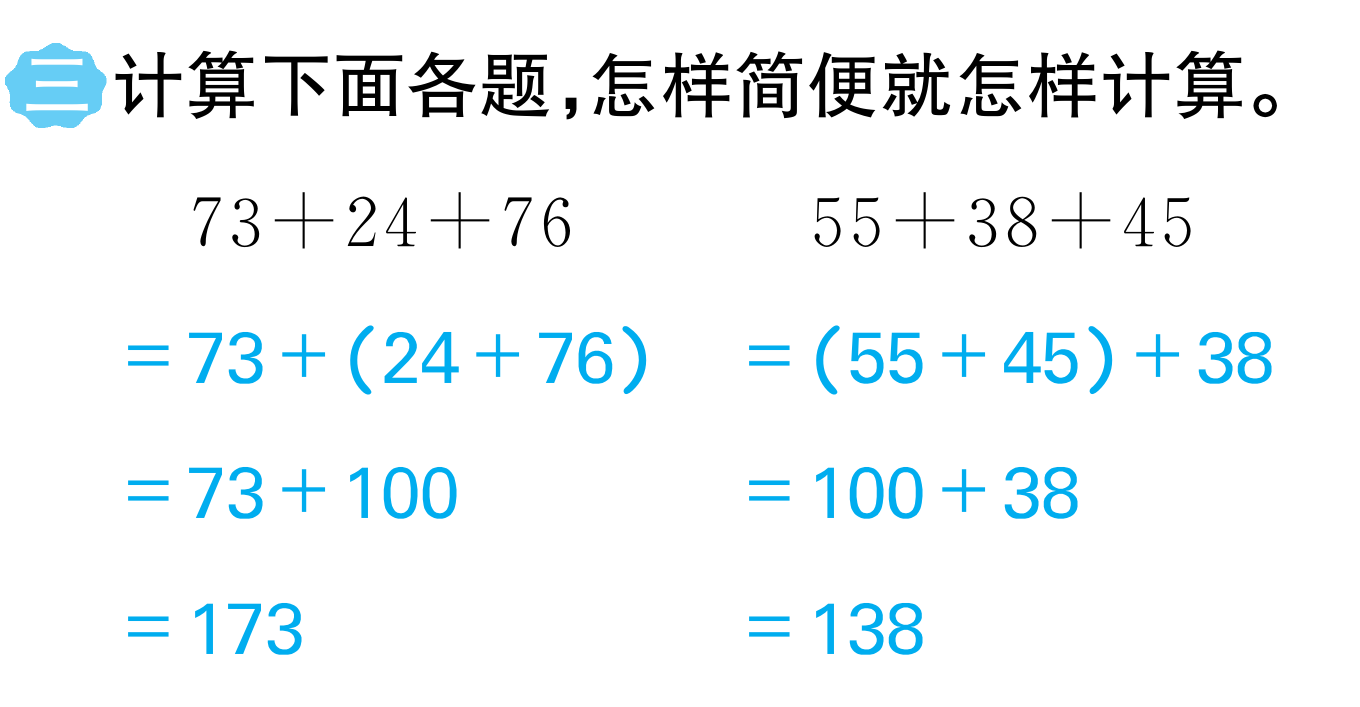 三 计算下面各题,怎样简便就怎样计算。
73+24+76 55+38+45
=73+(24+76) =(55+45)+38
=73+100 =100+38
=173 =138